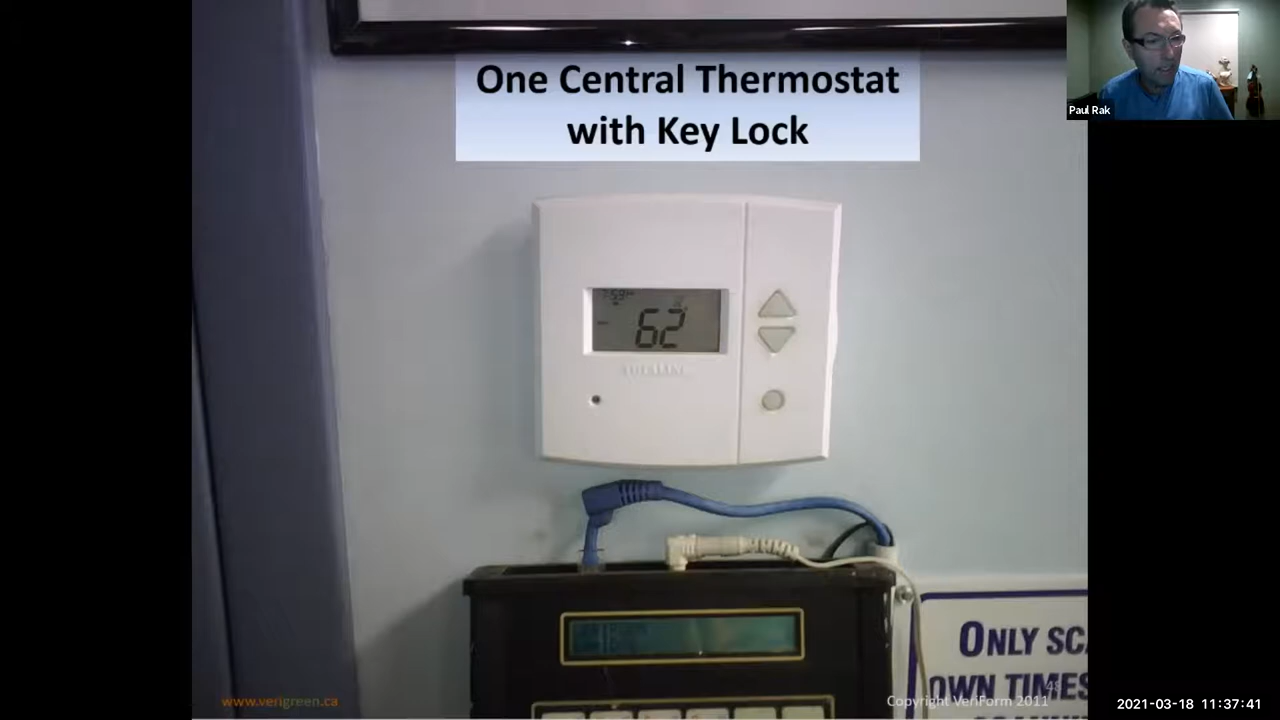 One Central Thermostat
with Key Lock
Paul Rak
62
ONLY
OWN TIMES
www.verigreen.ca
Copyright VeriForm 2011
2021-03-18 11:37:41